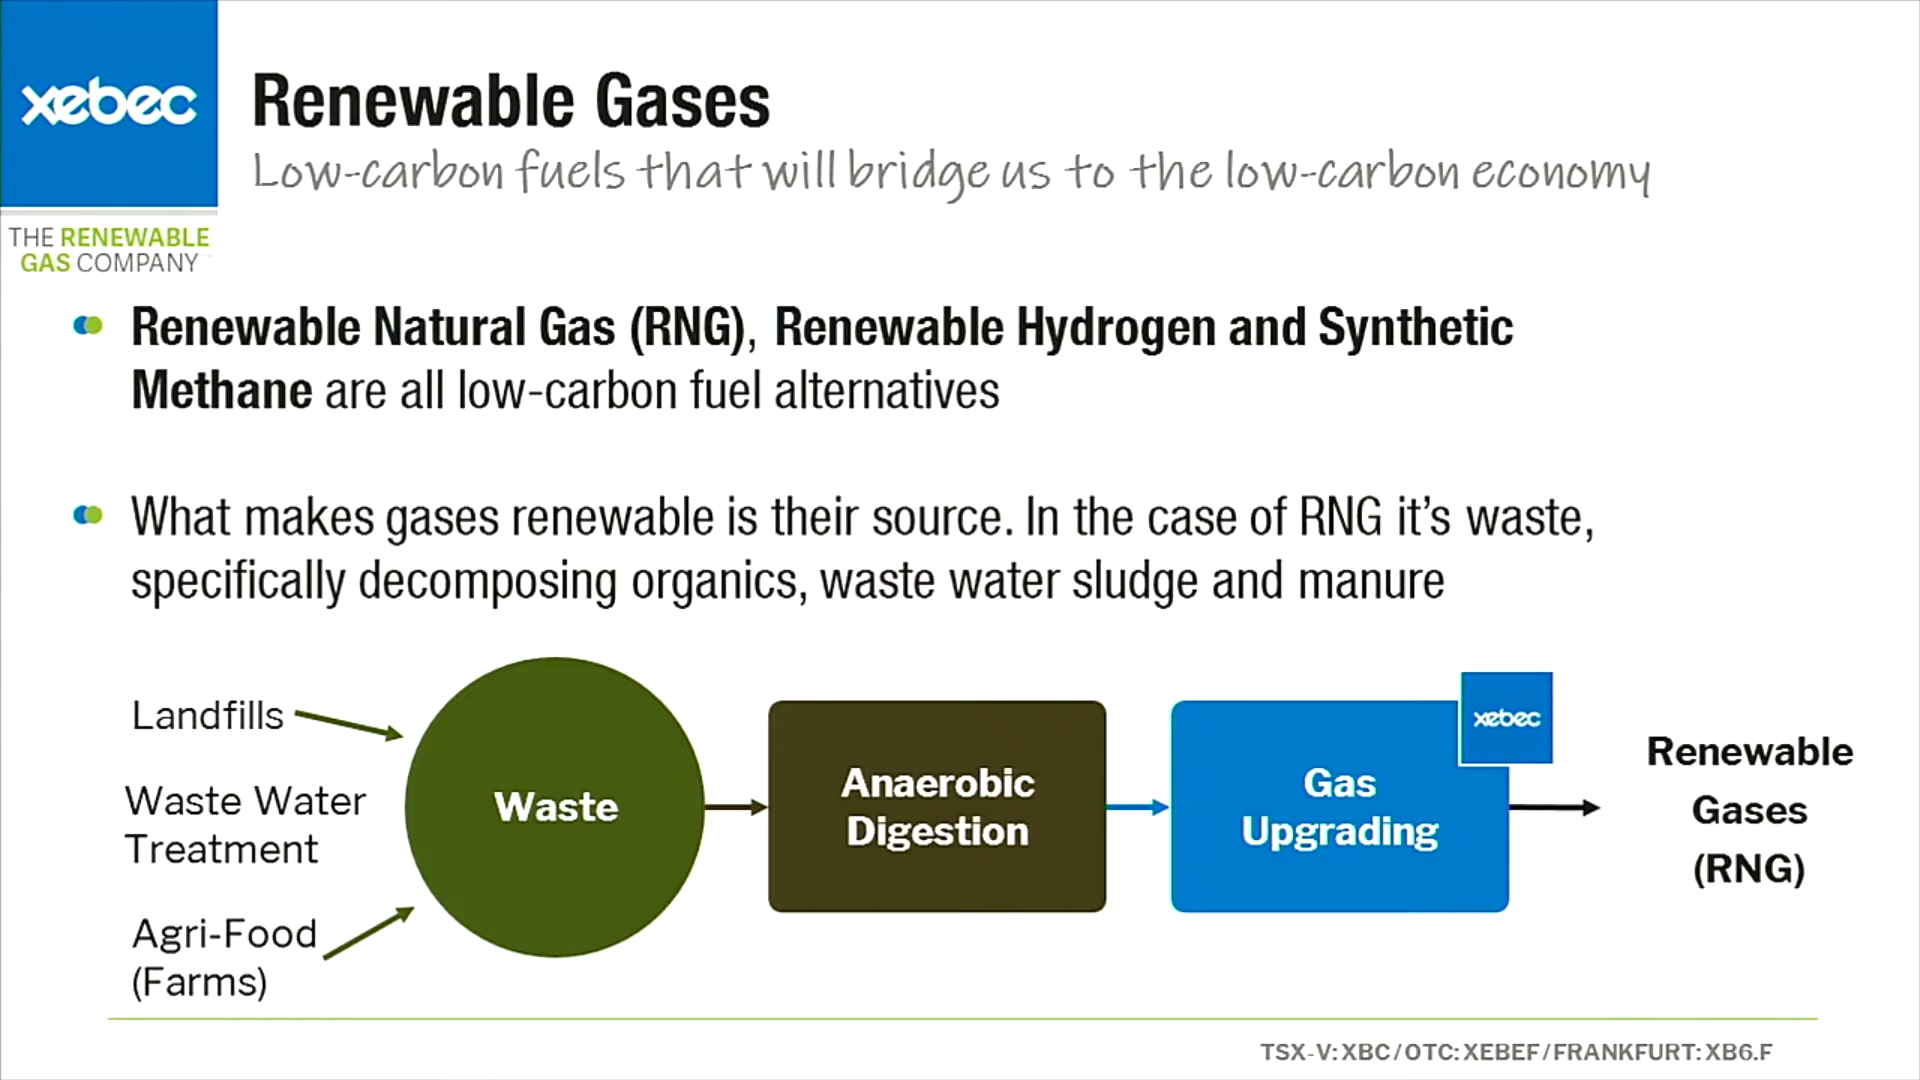 xebec
THE RENEWABLE
GAS COMPANY
Renewable Gases
Low-carbon fuels that will bridge us to the low-carbon economy
Renewable Natural Gas (RNG), Renewable Hydrogen and Synthetic
Methane are all low-carbon fuel alternatives
What makes gases renewable is their source. In the case of RNG it's waste,
specifically decomposing organics, waste water sludge and manure
Landfills
Waste Water
Treatment
Agri-Food
(Farms)
Waste
Anaerobic
Digestion
Gas
Upgrading
xebec
Renewable
Gases
(RNG)
TSX-V: XBC / OTC: XEBEF / FRANKFURT: XB6.F